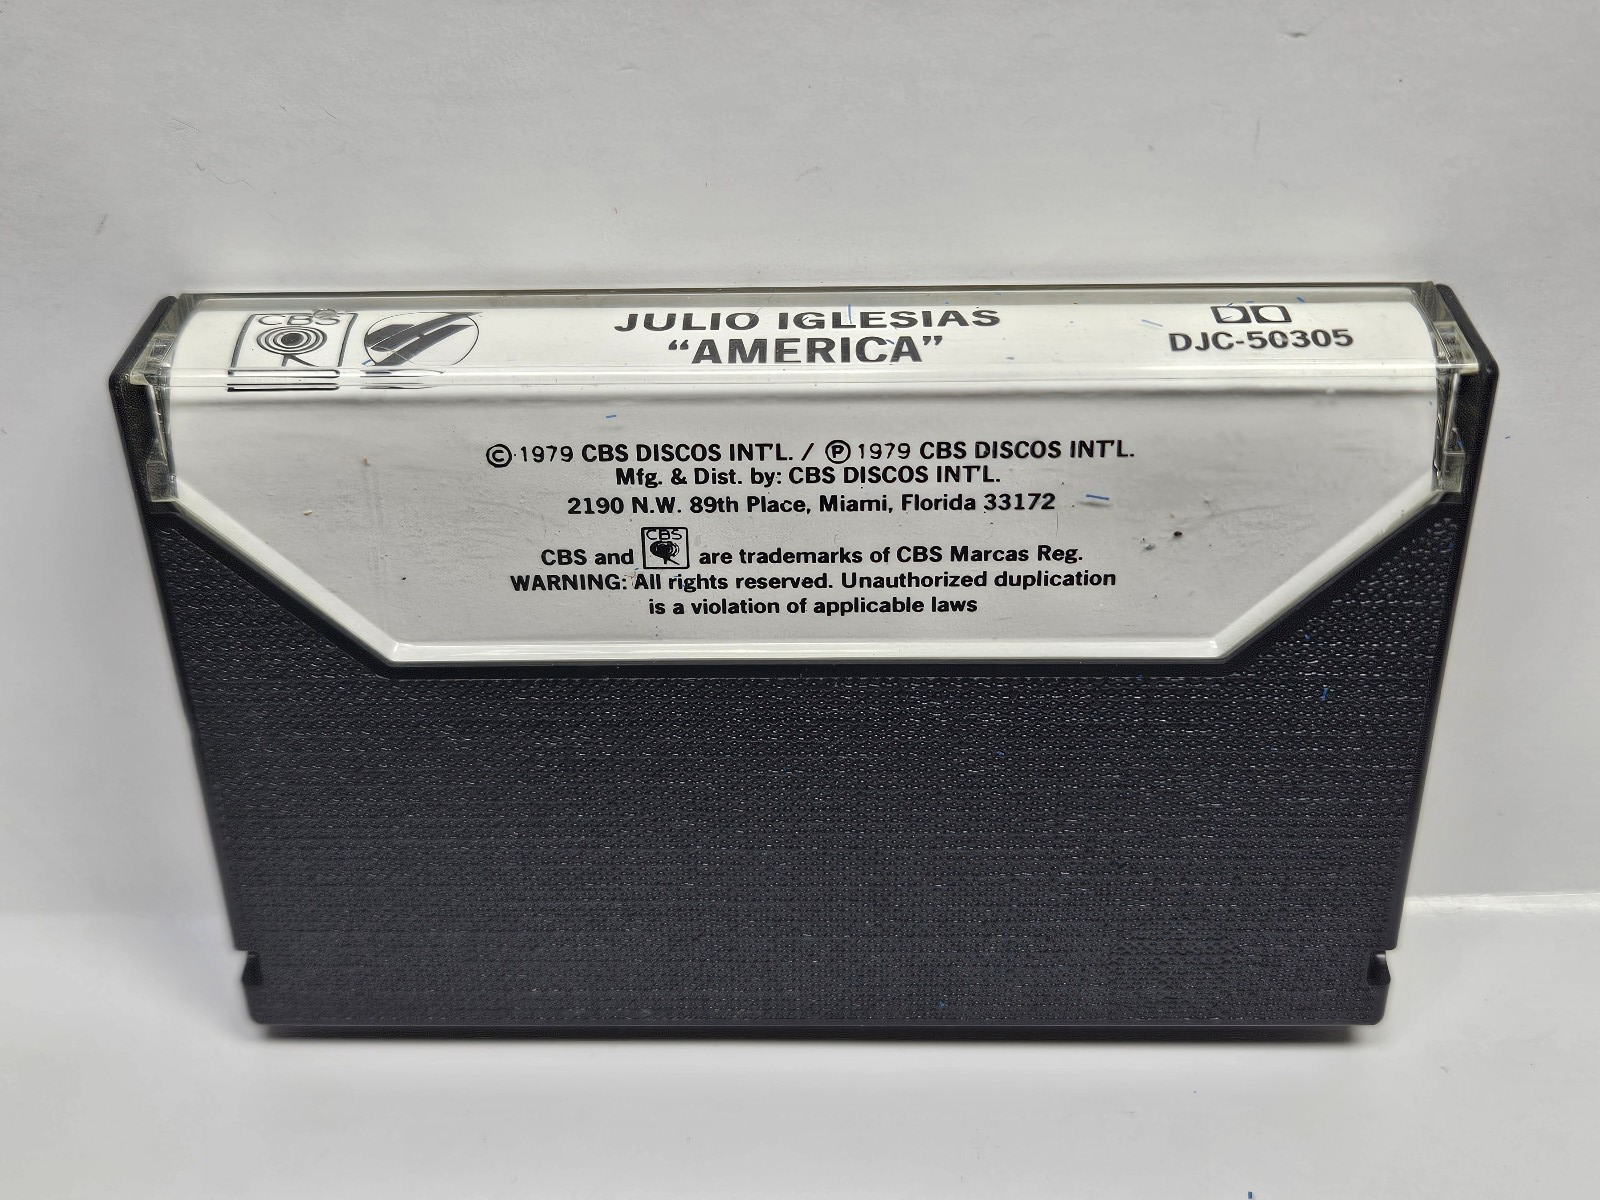 CBS
JULIO IGLESIAS
"AMERICA"
DJC-50305
© 1979 CBS DISCOS INT'L. / ℗ 1979 CBS DISCOS INT'L.
Mfg. & Dist. by: CBS DISCOS INT'L.
2190 N.W. 89th Place, Miami, Florida 33172
CBS and CBS are trademarks of CBS Marcas Reg.
WARNING: All rights reserved. Unauthorized duplication
is a violation of applicable laws